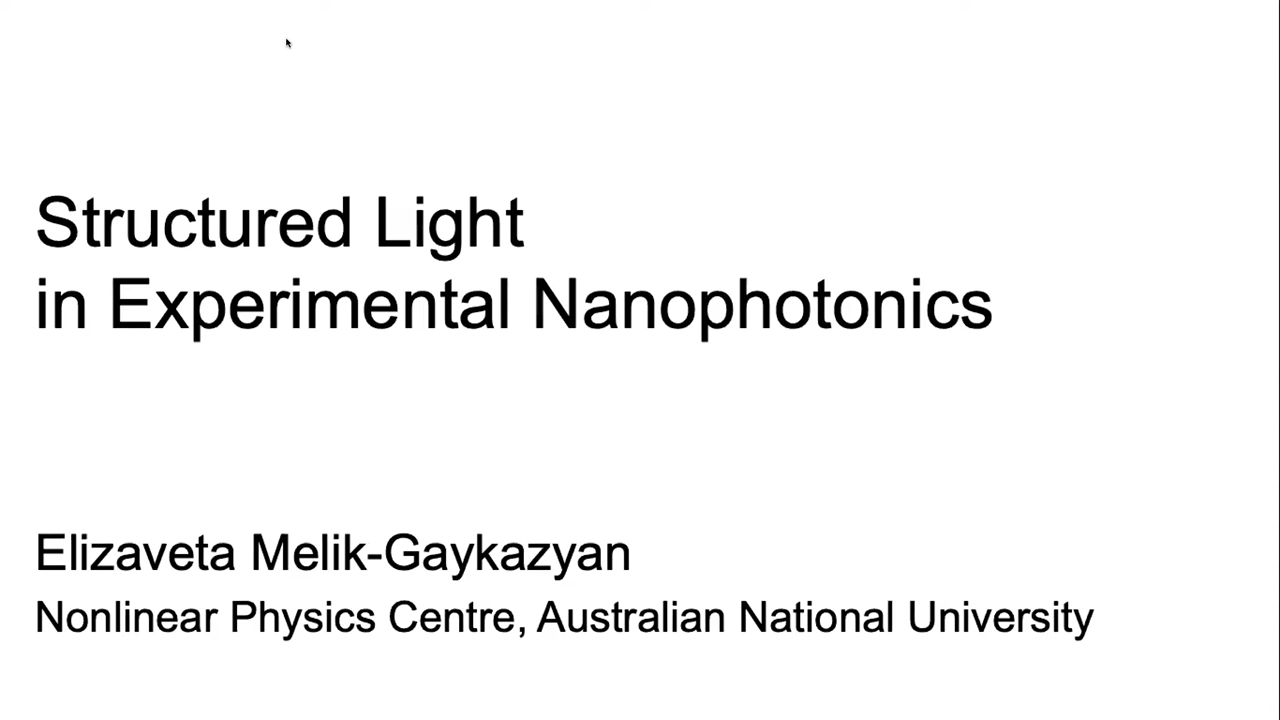 Structured Light
in Experimental Nanophotonics
Elizaveta Melik-Gaykazyan
Nonlinear Physics Centre, Australian National University